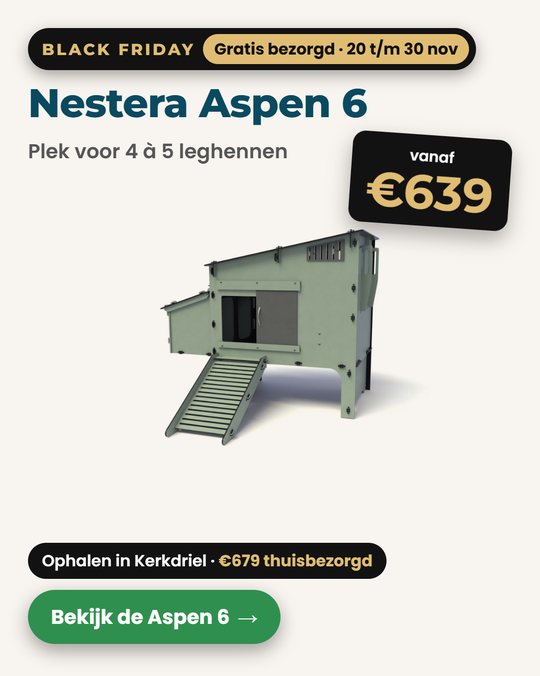 BLACK FRIDAY Gratis bezorgd · 20 t/m 30 nov
Nestera Aspen 6
Plek voor 4 à 5 leghennen
vanaf
€639
Ophalen in Kerkdriel · €679 thuisbezorgd
Bekijk de Aspen 6 →